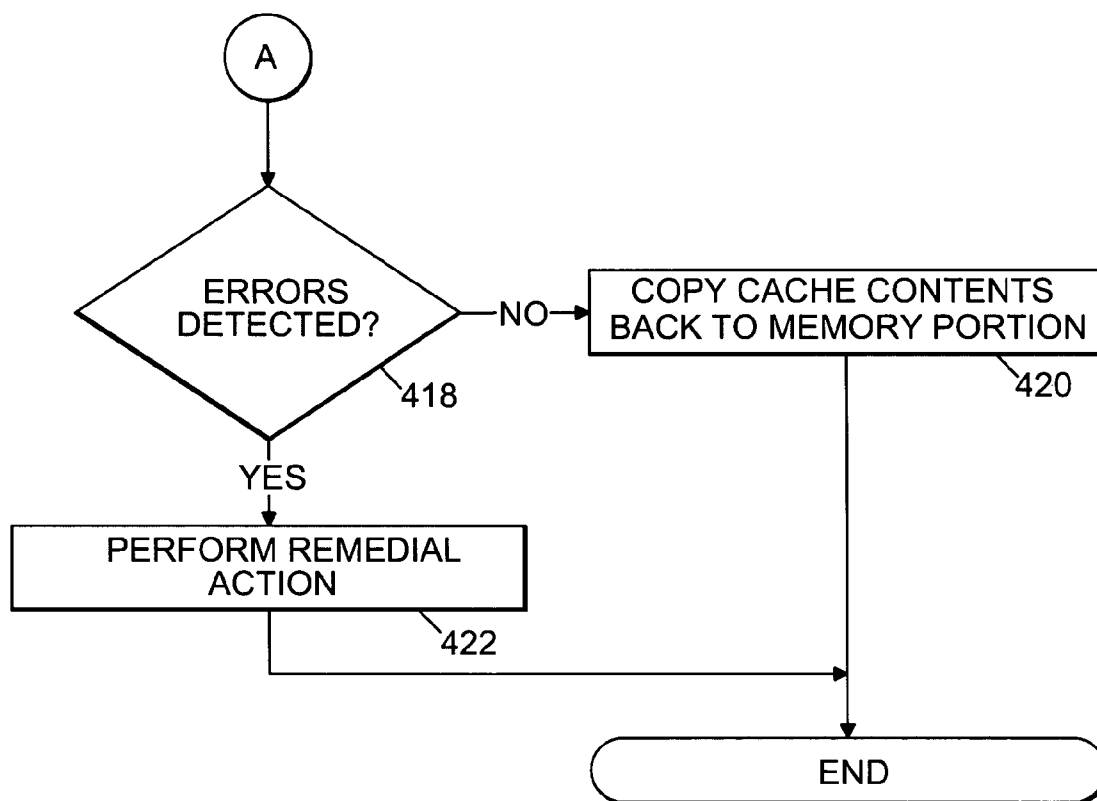 A
ERRORS
DETECTED?
418
NO
COPY CACHE CONTENTS
BACK TO MEMORY PORTION
420
YES
PERFORM REMEDIAL
ACTION
422
END